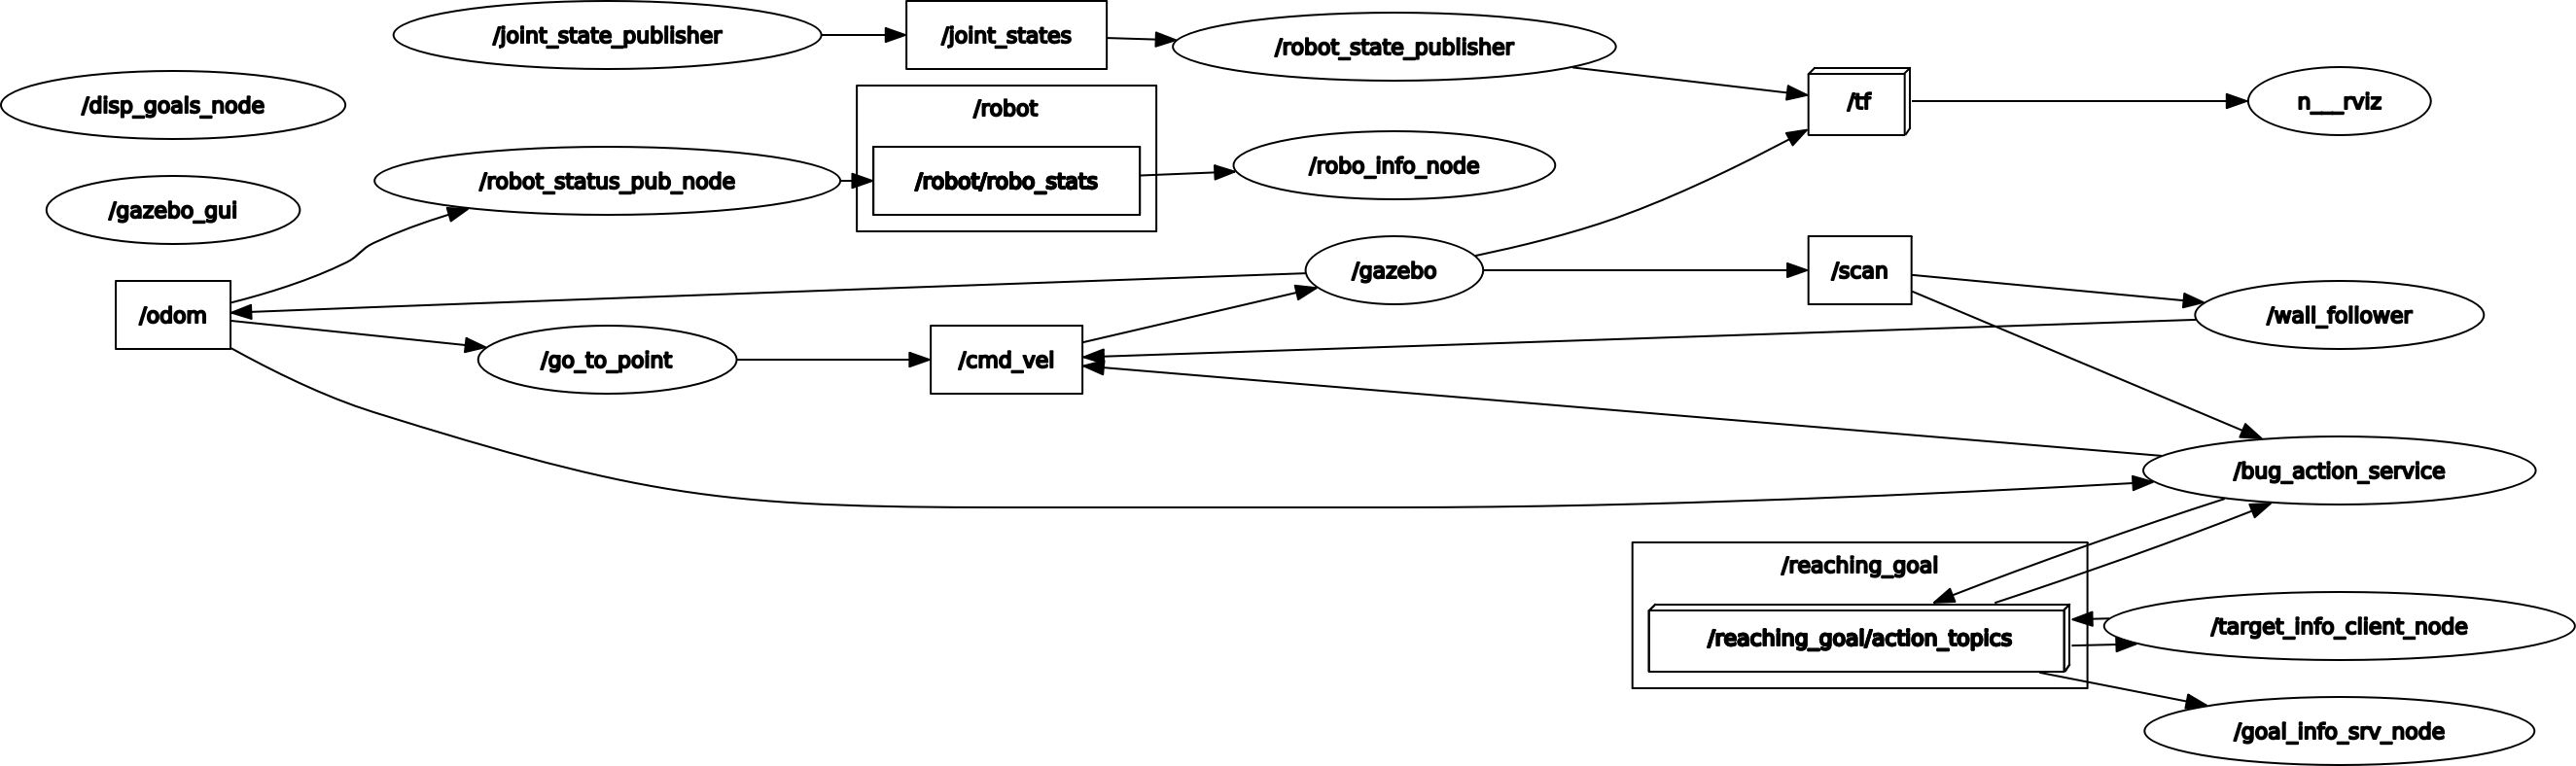 /joint_state_publisher
/joint_states
/robot_state_publisher
/disp_goals_node
/robot
/tf
n___rviz
/robot_status_pub_node
/robot/robo_stats
/robo_info_node
/gazebo_gui
/gazebo
/scan
/odom
/wall_follower
/go_to_point
/cmd_vel
/bug_action_service
/reaching_goal
/reaching_goal/action_topics
/target_info_client_node
/goal_info_srv_node